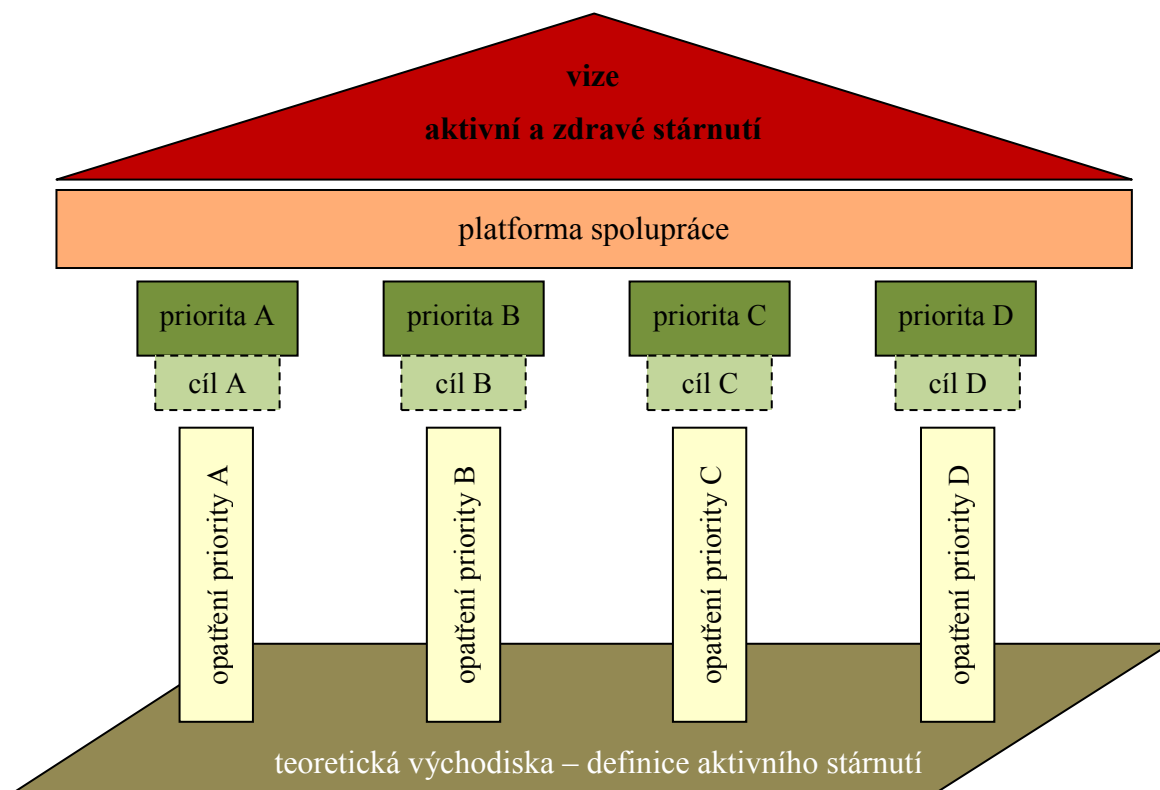 vize
aktivní a zdravé stárnutí
platforma spolupráce
priorita A
priorita B
priorita C
priorita D
cíl A
cíl B
cíl C
cíl D
opatření priority A
opatření priority B
opatření priority C
opatření priority D
teoretická východiska – definice aktivního stárnutí